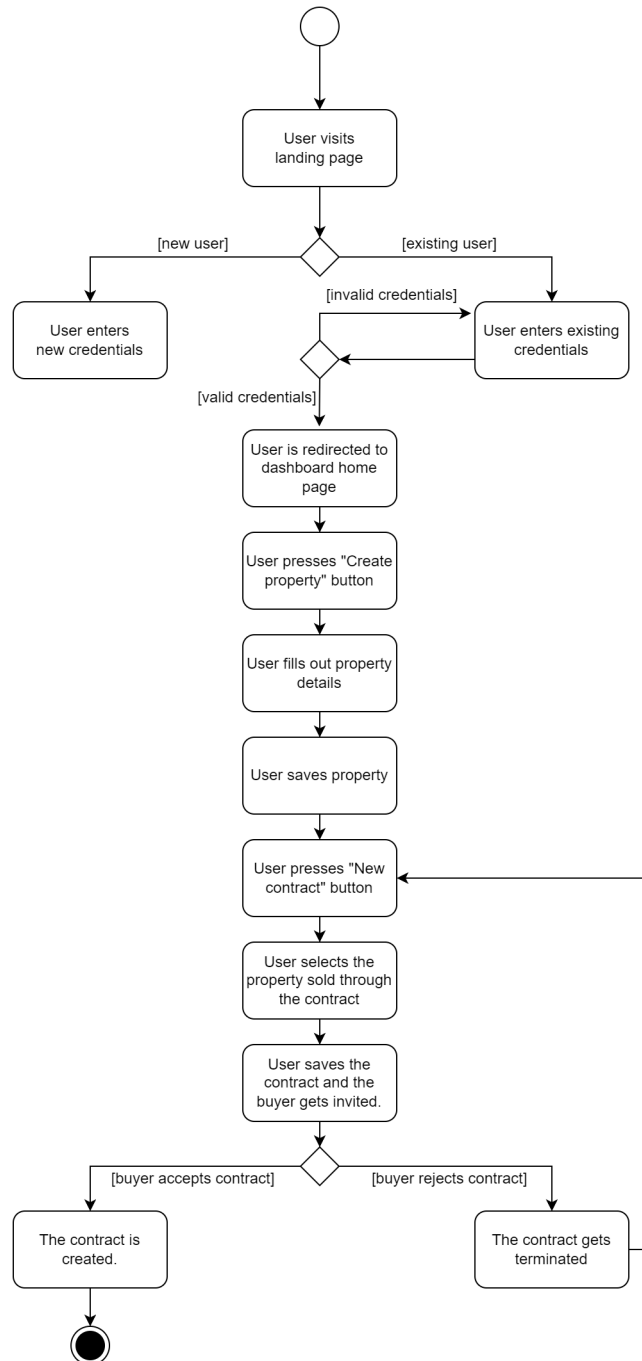 User visits
landing page
[new user]
[existing user]
[invalid credentials]
User enters
new credentials
User enters existing
credentials
[valid credentials]
User is redirected to
dashboard home
page
User presses "Create
property" button
User fills out property
details
User saves property
User presses "New
contract" button
User selects the
property sold through
the contract
User saves the
contract and the
buyer gets invited.
[buyer accepts contract]
[buyer rejects contract]
The contract is
created.
The contract gets
terminated